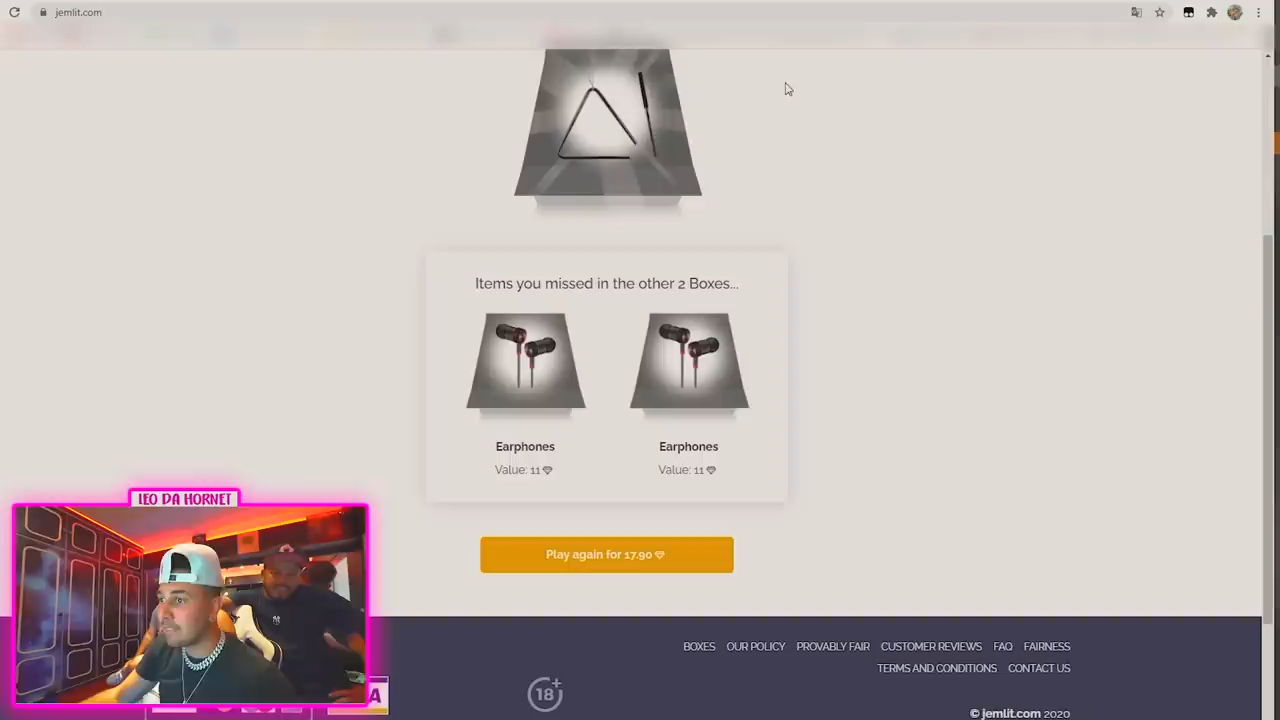 jemlit.com
Items you missed in the other 2 Boxes...
Earphones Earphones
Value: 11 Value: 11
LEO DA HORNET
Play again for 17.90
BOXES OUR POLICY PROVABLY FAIR CUSTOMER REVIEWS FAQ FAIRNESS
TERMS AND CONDITIONS CONTACT US
18+
A
© jemlit.com 2020